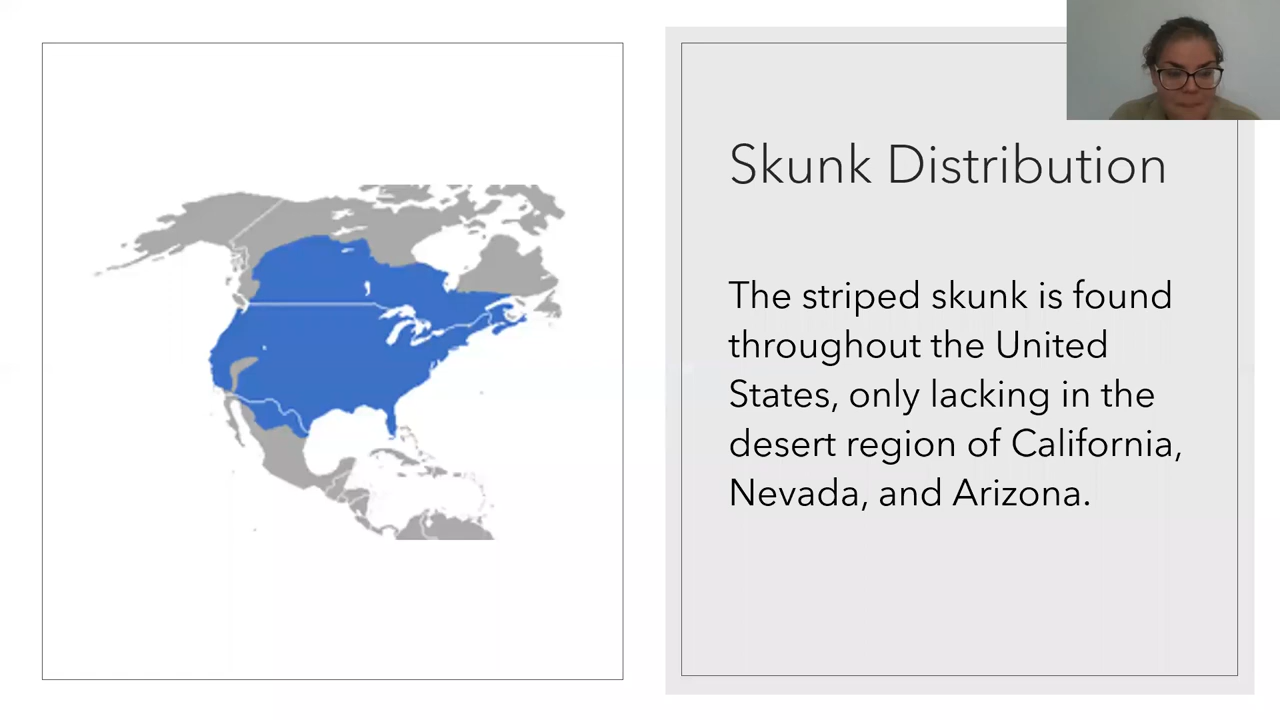 Skunk Distribution
The striped skunk is found
throughout the United
States, only lacking in the
desert region of California,
Nevada, and Arizona.